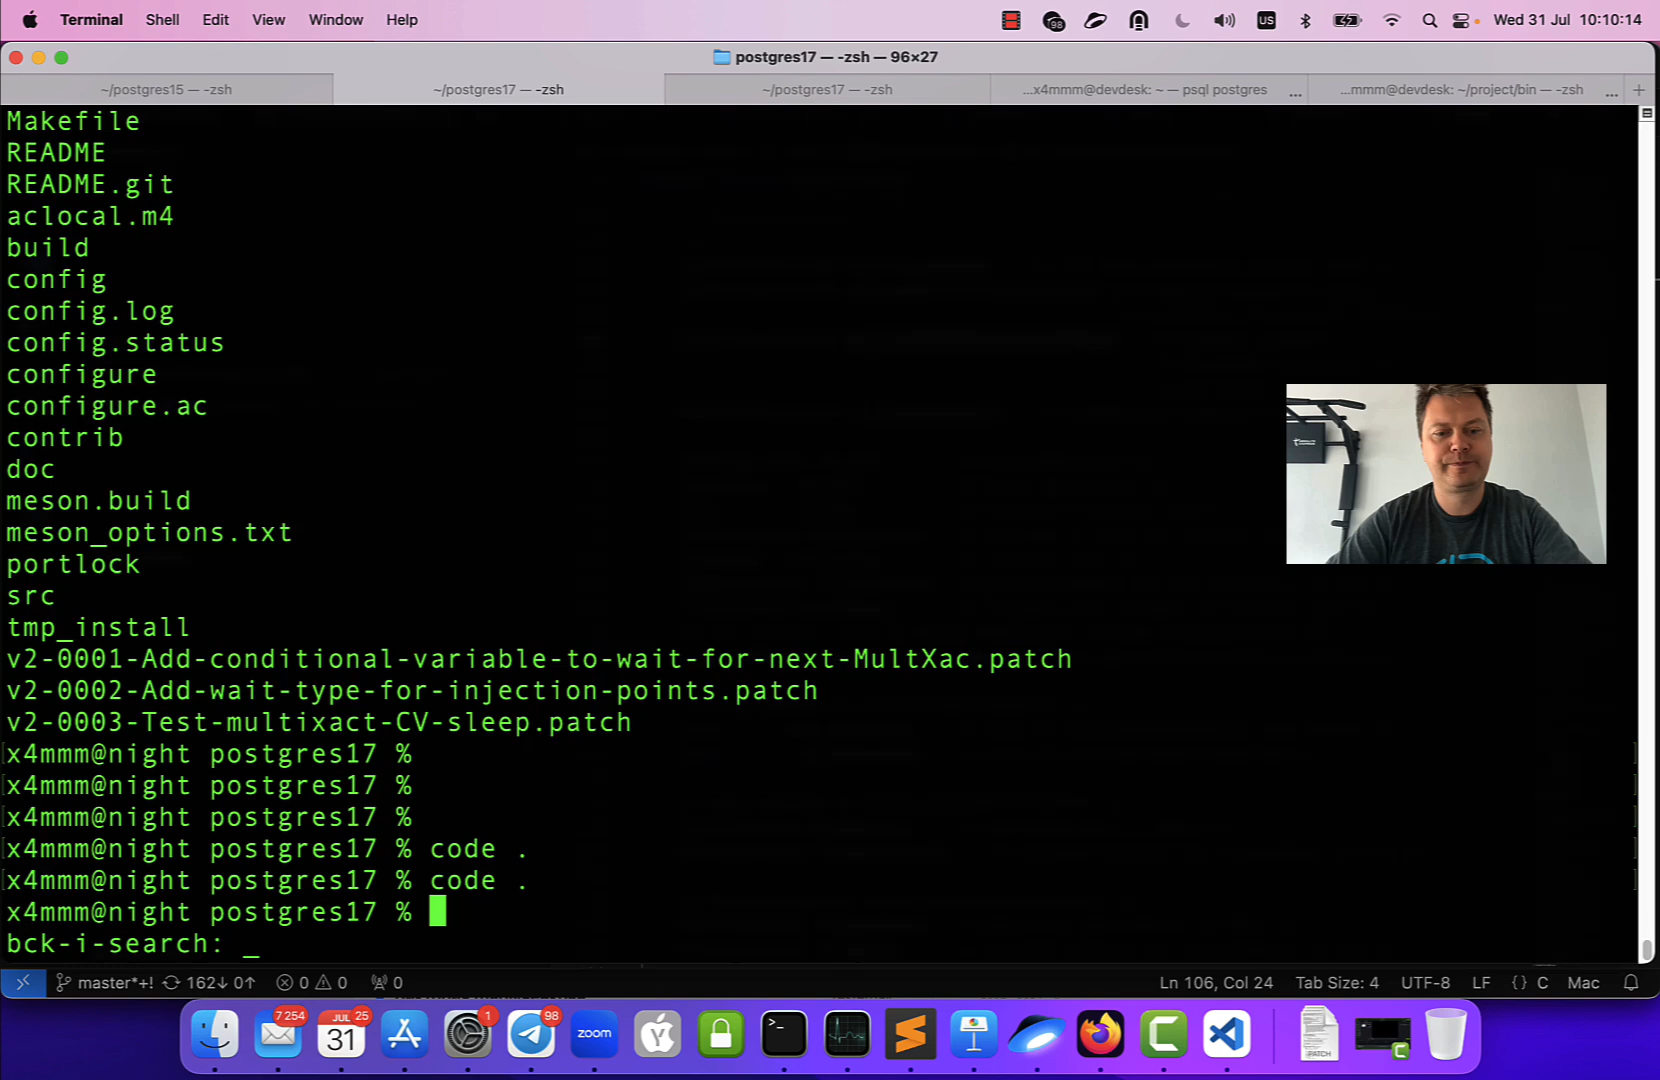 Terminal Shell Edit View Window Help
98 US Wed 31 Jul 10:10:14
postgres17 — -zsh — 96×27
~/postgres15 — -zsh
~/postgres17 — -zsh
~/postgres17 — -zsh
...x4mmm@devdesk: ~ — psql postgres ...
...mmm@devdesk: ~/project/bin — -zsh ... +
Makefile
README
README.git
aclocal.m4
build
config
config.log
config.status
configure
configure.ac
contrib
doc
meson.build
meson_options.txt
portlock
src
tmp_install
v2-0001-Add-conditional-variable-to-wait-for-next-MultXac.patch
v2-0002-Add-wait-type-for-injection-points.patch
v2-0003-Test-multixact-CV-sleep.patch
x4mmm@night postgres17 %
x4mmm@night postgres17 %
x4mmm@night postgres17 %
x4mmm@night postgres17 % code .
x4mmm@night postgres17 % code .
x4mmm@night postgres17 %
bck-i-search: _
master*+! 162↓ 0↑ 0 0 0
Ln 106, Col 24 Tab Size: 4 UTF-8 LF {} C Mac
7 254
JUL 25
31
1
98
zoom
PATCH